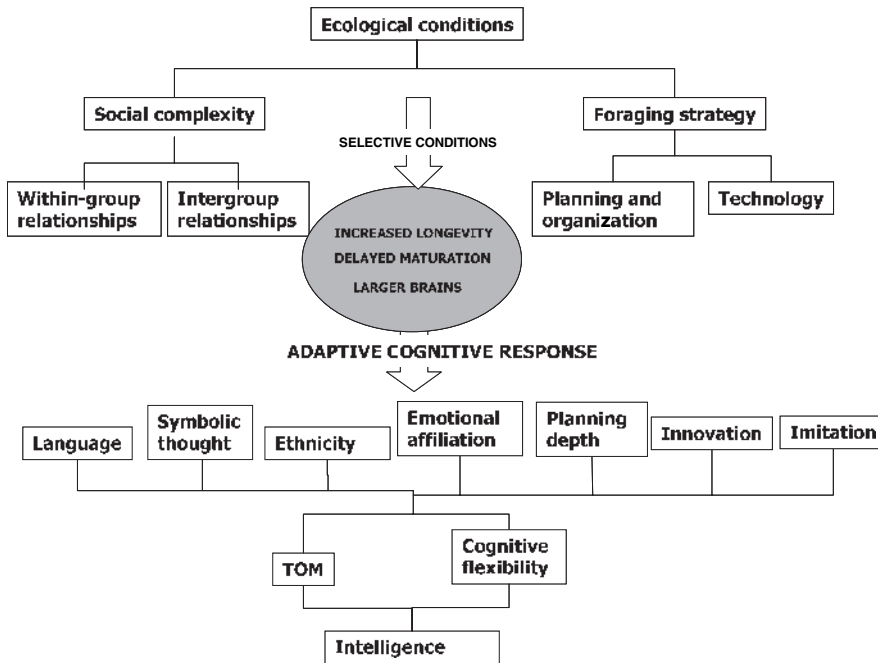 Ecological conditions
Social complexity
Foraging strategy
SELECTIVE CONDITIONS
Within-group
relationships
Intergroup
relationships
Planning and
organization
Technology
INCREASED LONGEVITY
DELAYED MATURATION
LARGER BRAINS
ADAPTIVE COGNITIVE RESPONSE
Language
Symbolic
thought
Ethnicity
Emotional
affiliation
Planning
depth
Innovation
Imitation
TOM
Cognitive
flexibility
Intelligence